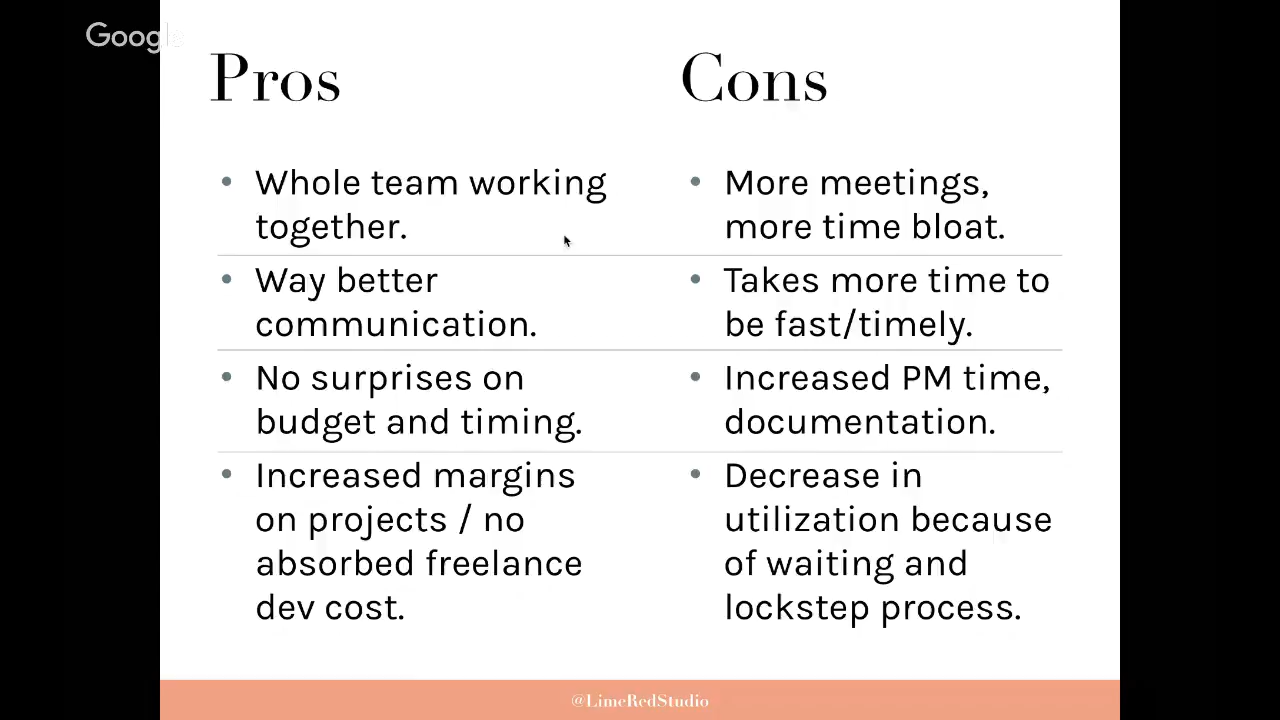 Google
Pros
Cons
• Whole team working
together.
• More meetings,
more time bloat.
• Way better
communication.
• Takes more time to
be fast/timely.
• No surprises on
budget and timing.
• Increased PM time,
documentation.
• Increased margins
on projects / no
absorbed freelance
dev cost.
• Decrease in
utilization because
of waiting and
lockstep process.
@LimeRedStudio